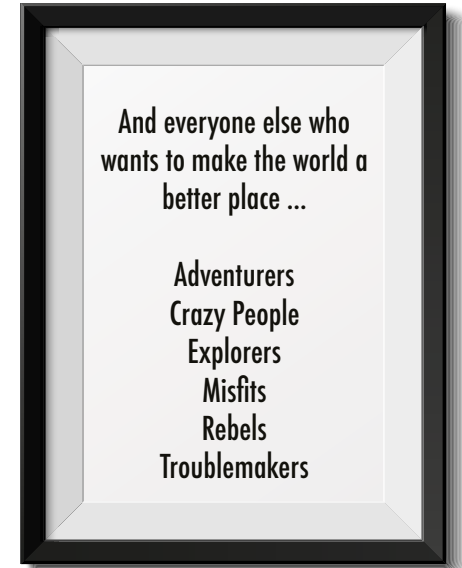 And everyone else who
wants to make the world a
better place ...
Adventurers
Crazy People
Explorers
Misfits
Rebels
Troublemakers